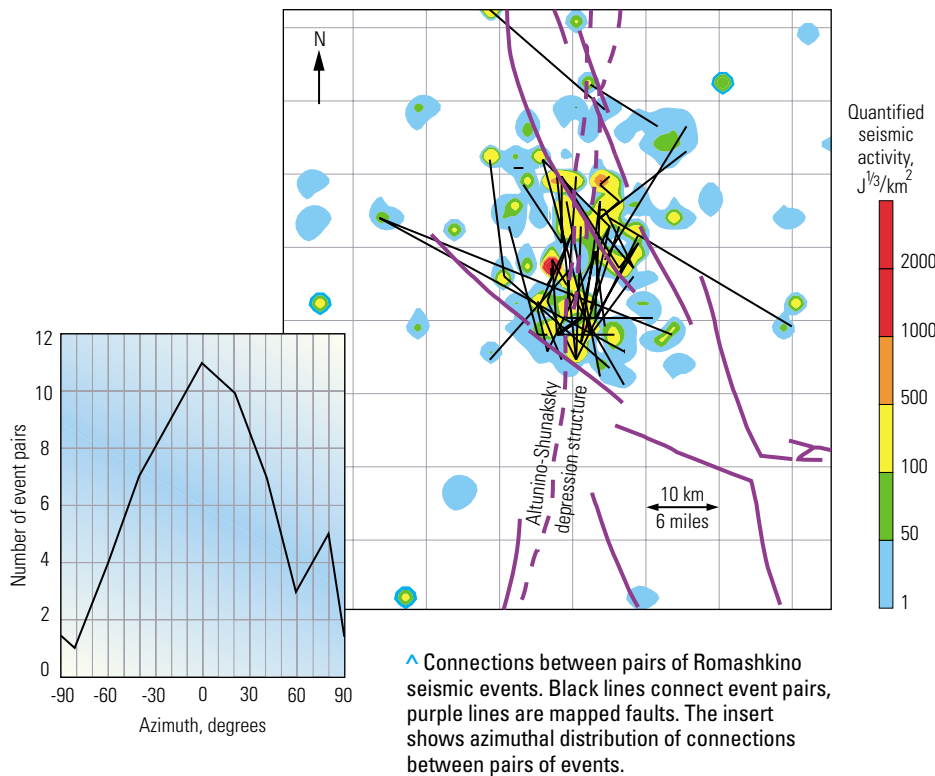 N
Quantified
seismic
activity,
J⅓/km²
2000
1000
500
100
50
1
Altunino-Shunaksky
depression structure
10 km
6 miles
12
10
8
6
4
2
0
Number of event pairs
-90 -60 -30 0 30 60 90
Azimuth, degrees
^ Connections between pairs of Romashkino
seismic events. Black lines connect event pairs,
purple lines are mapped faults. The insert
shows azimuthal distribution of connections
between pairs of events.